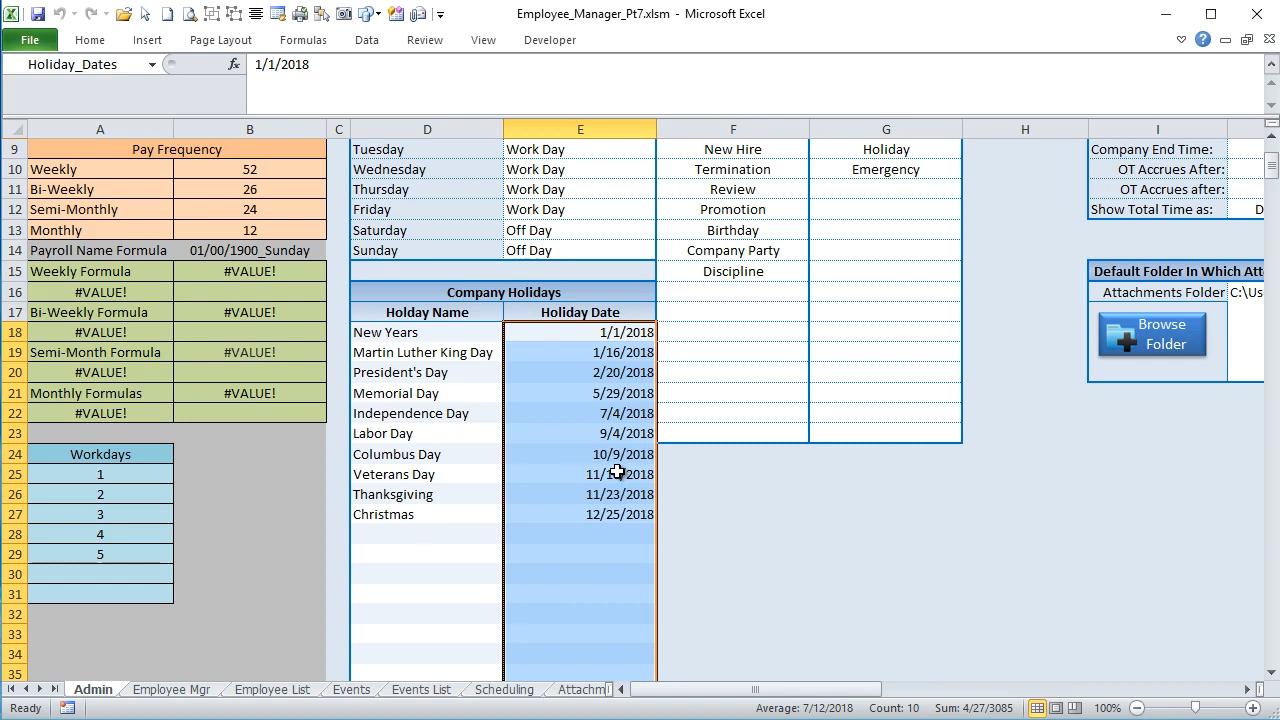 Employee_Manager_Pt7.xlsm - Microsoft Excel
File Home Insert Page Layout Formulas Data Review View Developer
Holiday_Dates fx 1/1/2018
A B C D E F G H I
9 Pay Frequency Tuesday Work Day New Hire Holiday Company End Time:
10 Weekly 52 Wednesday Work Day Termination Emergency OT Accrues After:
11 Bi-Weekly 26 Thursday Work Day Review OT Accrues after:
12 Semi-Monthly 24 Friday Work Day Promotion Show Total Time as: D
13 Monthly 12 Saturday Off Day Birthday
14 Payroll Name Formula 01/00/1900_Sunday Sunday Off Day Company Party
15 Weekly Formula #VALUE! Discipline Default Folder In Which Att
16 #VALUE! Company Holidays Attachments Folder C:\Us
17 Bi-Weekly Formula #VALUE! Holday Name Holiday Date
18 #VALUE! New Years 1/1/2018 Browse
19 Semi-Month Formula #VALUE! Martin Luther King Day 1/16/2018 Folder
20 #VALUE! President's Day 2/20/2018
21 Monthly Formulas #VALUE! Memorial Day 5/29/2018
22 #VALUE! Independence Day 7/4/2018
23 Labor Day 9/4/2018
24 Workdays Columbus Day 10/9/2018
25 1 Veterans Day
26 2 Thanksgiving 11/23/2018
27 3 Christmas 12/25/2018
28 4
29 5
30
31
32
33
34
35
Admin Employee Mgr Employee List Events Events List Scheduling Attachm
Ready Average: 7/12/2018 Count: 10 Sum: 4/27/3085 100%